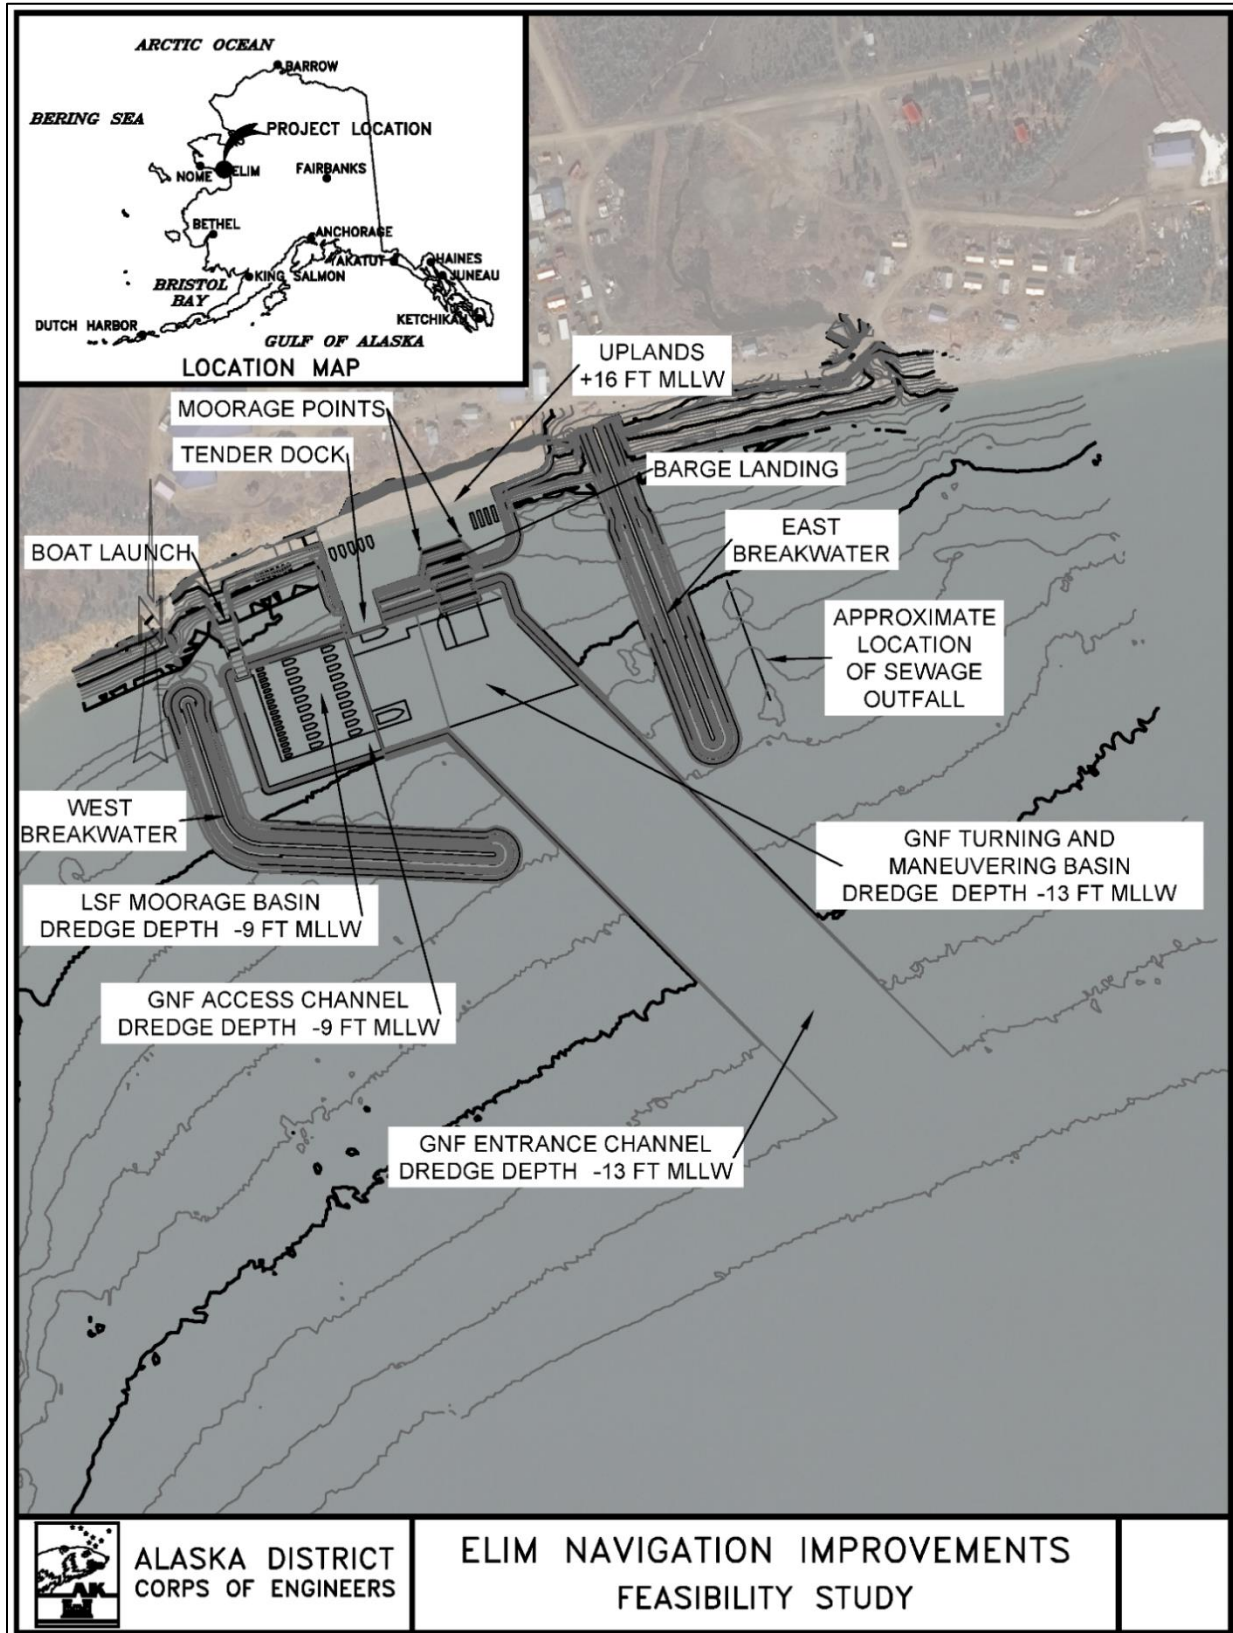 ARCTIC OCEAN
BARROW
BERING SEA
PROJECT LOCATION
NOME
ELIM
FAIRBANKS
BETHEL
ANCHORAGE
YAKATUT
HAINES
JUNEAU
KING SALMON
BRISTOL
BAY
DUTCH HARBOR
KETCHIKAN
GULF OF ALASKA
LOCATION MAP
UPLANDS
+16 FT MLLW
MOORAGE POINTS
TENDER DOCK
BARGE LANDING
BOAT LAUNCH
EAST
BREAKWATER
APPROXIMATE
LOCATION
OF SEWAGE
OUTFALL
WEST
BREAKWATER
GNF TURNING AND
MANEUVERING BASIN
DREDGE DEPTH -13 FT MLLW
LSF MOORAGE BASIN
DREDGE DEPTH -9 FT MLLW
GNF ACCESS CHANNEL
DREDGE DEPTH -9 FT MLLW
GNF ENTRANCE CHANNEL
DREDGE DEPTH -13 FT MLLW
AK
ALASKA DISTRICT
CORPS OF ENGINEERS
ELIM NAVIGATION IMPROVEMENTS
FEASIBILITY STUDY